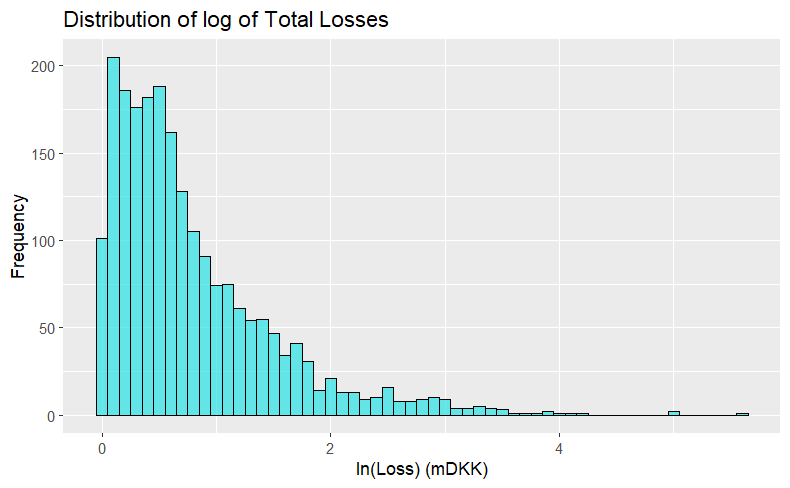 Distribution of log of Total Losses
200
150
100
50
0
Frequency
0 2 4
ln(Loss) (mDKK)